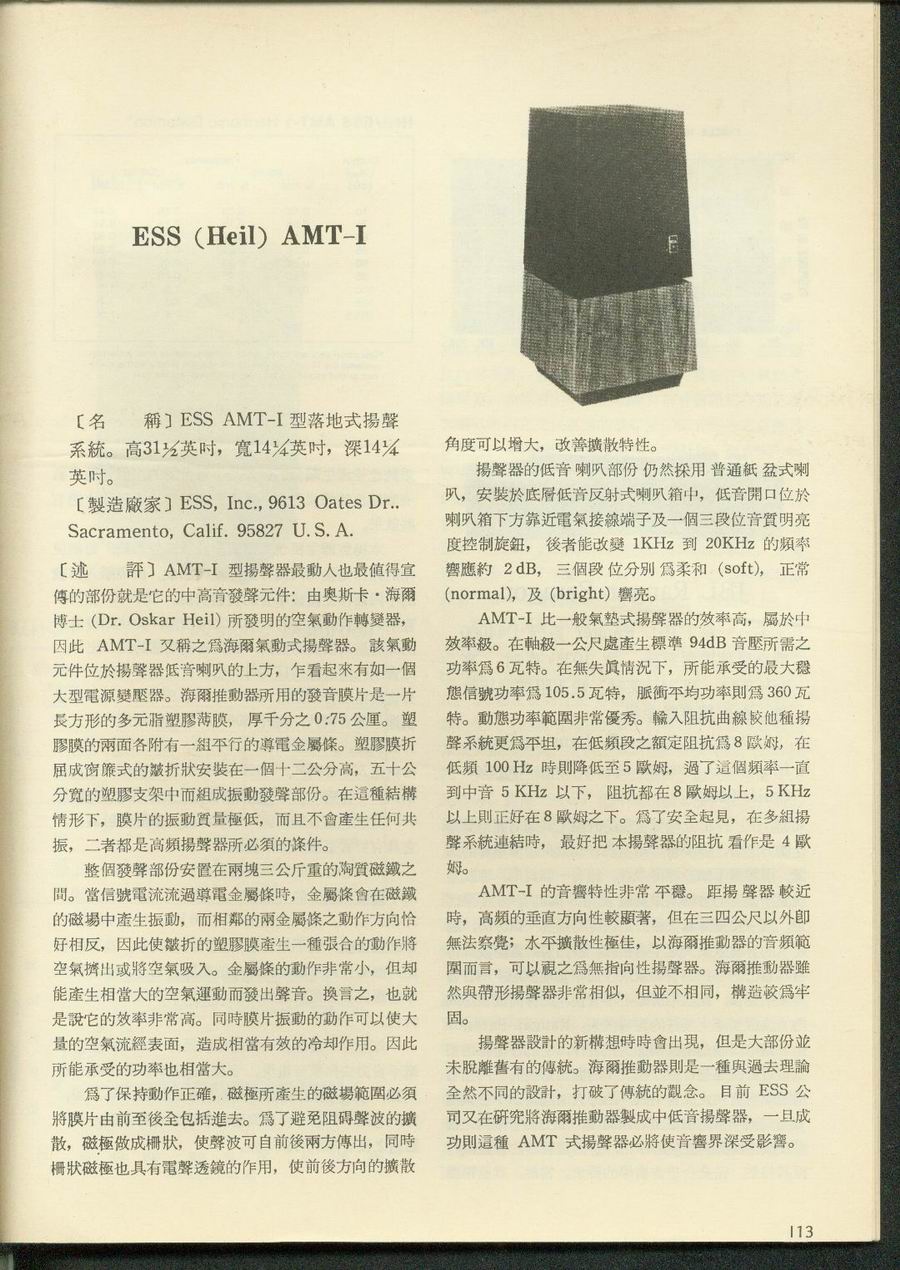 ESS (Heil) AMT-I
〔名　稱〕ESS AMT-I 型落地式揚聲
系統。高31½英吋，寬14¼英吋，深14¼
英吋。
〔製造廠家〕ESS, Inc., 9613 Oates Dr..
Sacramento, Calif. 95827 U.S.A.
〔述　評〕AMT-I 型揚聲器最動人也最值得宣
傳的部份就是它的中高音發聲元件：由奧斯卡・海爾
博士 (Dr. Oskar Heil) 所發明的空氣動作轉變器，
因此 AMT-I 又稱之爲海爾氣動式揚聲器。該氣動
元件位於揚聲器低音喇叭的上方，乍看起來有如一個
大型電源變壓器。海爾推動器所用的發音膜片是一片
長方形的多元脂塑膠薄膜，厚千分之 0.75 公厘。塑
膠膜的兩面各附有一組平行的導電金屬條。塑膠膜折
屈成窗簾式的皺折狀安裝在一個十二公分高，五十公
分寬的塑膠支架中而組成振動發聲部份。在這種結構
情形下，膜片的振動質量極低，而且不會產生任何共
振，二者都是高頻揚聲器所必須的條件。
整個發聲部份安置在兩塊三公斤重的陶質磁鐵之
間。當信號電流流過導電金屬條時，金屬條會在磁鐵
的磁場中產生振動，而相鄰的兩金屬條之動作方向恰
好相反，因此使皺折的塑膠膜產生一種張合的動作將
空氣擠出或將空氣吸入。金屬條的動作非常小，但却
能產生相當大的空氣運動而發出聲音。換言之，也就
是說它的效率非常高。同時膜片振動的動作可以使大
量的空氣流經表面，造成相當有效的冷却作用。因此
所能承受的功率也相當大。
爲了保持動作正確，磁極所產生的磁場範圍必須
將膜片由前至後全包括進去。爲了避免阻碍聲波的擴
散，磁極做成柵狀，使聲波可自前後兩方傳出，同時
柵狀磁極也具有電聲透鏡的作用，使前後方向的擴散
角度可以增大，改善擴散特性。
揚聲器的低音喇叭部份仍然採用普通紙盆式喇
叭，安裝於底層低音反射式喇叭箱中，低音開口位於
喇叭箱下方靠近電氣接線端子及一個三段位音質明亮
度控制旋鈕，後者能改變 1KHz 到 20KHz 的頻率
響應約 2dB，三個段位分別爲柔和 (soft)，正常
(normal)，及 (bright) 響亮。
AMT-I 比一般氣墊式揚聲器的效率高，屬於中
效率級。在軸級一公尺處產生標準 94dB 音壓所需之
功率爲6瓦特。在無失眞情況下，所能承受的最大穩
態信號功率爲 105.5 瓦特，脈衝平均功率則爲 360 瓦
特。動態功率範圍非常優秀。輸入阻抗曲線較他種揚
聲系統更爲平坦，在低頻段之額定阻抗爲8歐姆，在
低頻 100 Hz 時則降低至5歐姆，過了這個頻率一直
到中音 5 KHz 以下，阻抗都在8歐姆以上，5 KHz
以上則正好在8歐姆之下。爲了安全起見，在多組揚
聲系統連結時，最好把本揚聲器的阻抗看作是 4 歐
姆。
AMT-I 的音響特性非常平穩。距揚聲器較近
時，高頻的垂直方向性較顯著，但在三四公尺以外卽
無法察覺；水平擴散性極佳，以海爾推動器的音頻範
圍而言，可以視之爲無指向性揚聲器。海爾推動器雖
然與帶形揚聲器非常相似，但並不相同，構造較爲牢
固。
揚聲器設計的新構想時時會出現，但是大部份並
未脫離舊有的傳統。海爾推動器則是一種與過去理論
全然不同的設計，打破了傳統的觀念。目前 ESS 公
司又在研究將海爾推動器製成中低音揚聲器，一旦成
功則這種 AMT 式揚聲器必將使音響界深受影響。
113